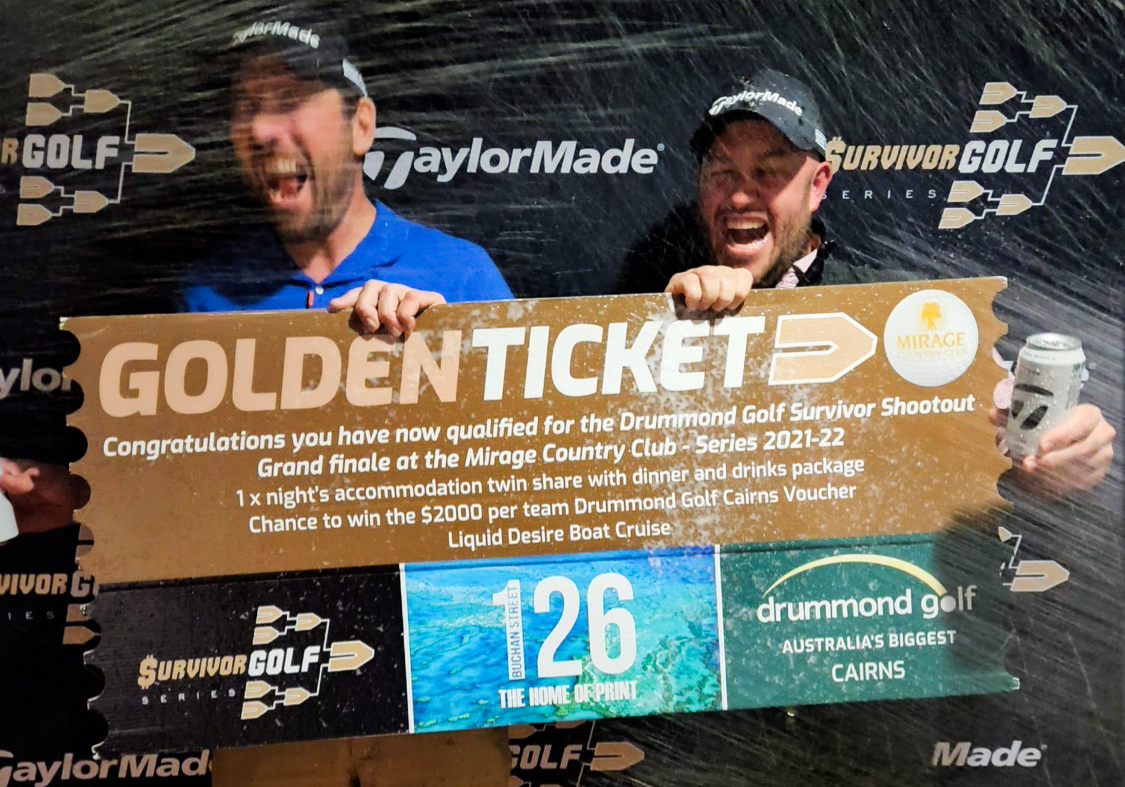 TaylorMade
TaylorMade
GOLF
TaylorMade
$URVIVOR GOLF
SERIES
GOLDEN TICKET
MIRAGE
COUNTRY CLUB
Congratulations you have now qualified for the Drummond Golf Survivor Shootout
Grand finale at the Mirage Country Club - Series 2021-22
1 x night's accommodation twin share with dinner and drinks package
Chance to win the $2000 per team Drummond Golf Cairns Voucher
Liquid Desire Boat Cruise
$URVIVOR GOLF
SERIES
126
BUCHAN STREET
THE HOME OF PRINT
drummond golf
AUSTRALIA'S BIGGEST
CAIRNS
TaylorMade
GOLF
Made